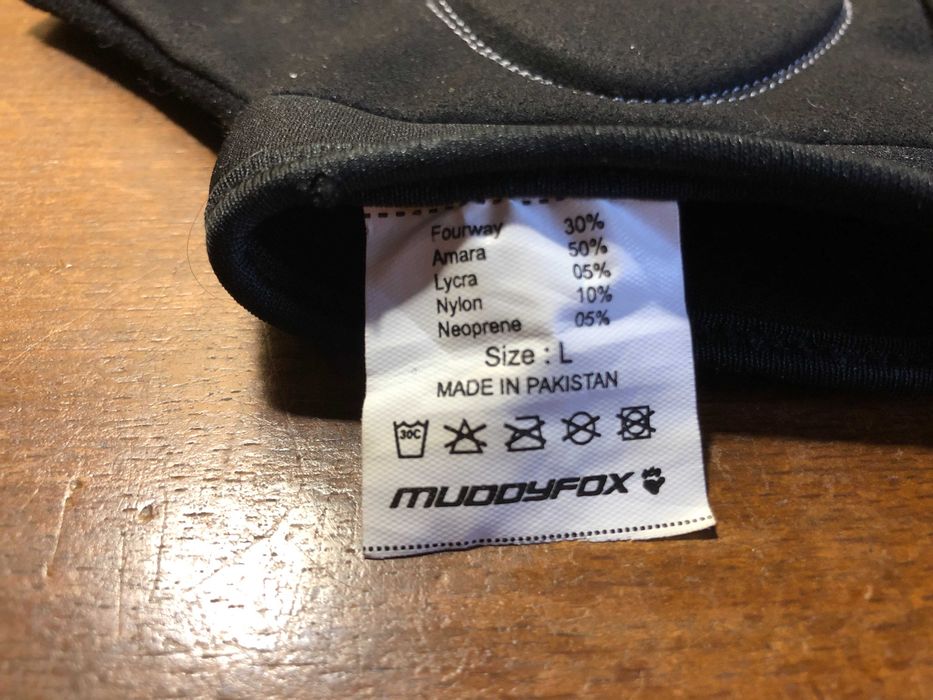 Fourway 30%
Amara 50%
Lycra 05%
Nylon 10%
Neoprene 05%
Size : L
MADE IN PAKISTAN
30C
MUDDYFOX